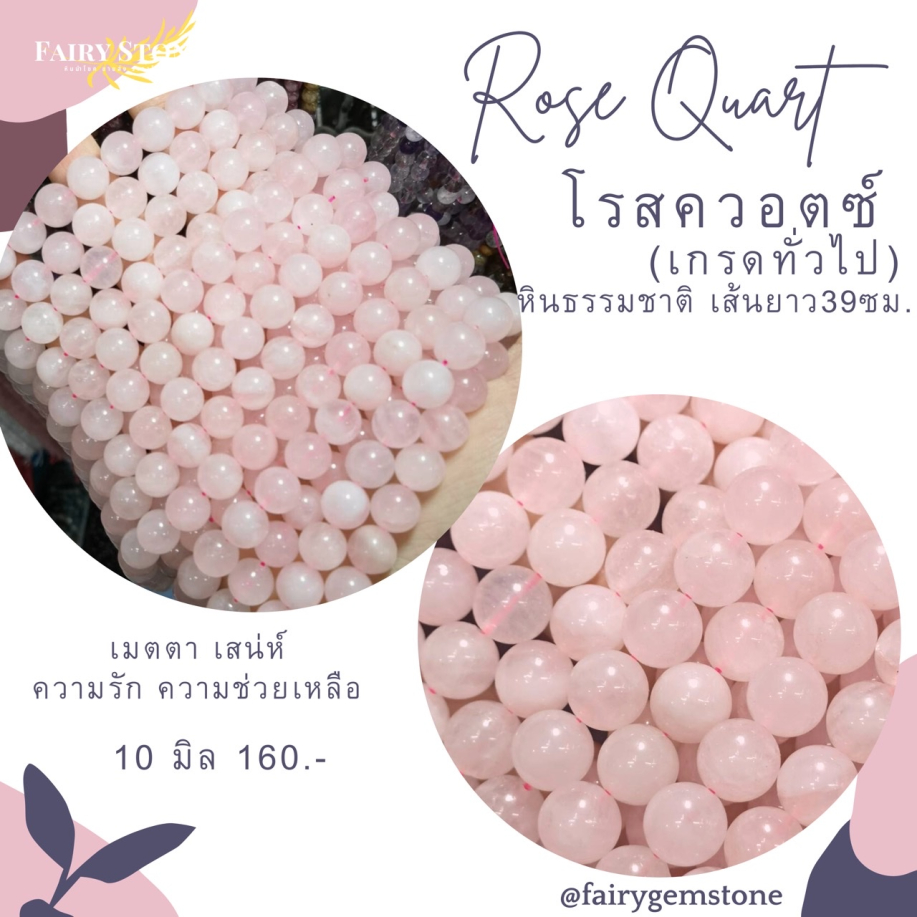 FAIRY STON
Rose Quart
โรสควอตซ์
(เกรดทั่วไป)
หินธรรมชาติ เส้นยาว39ซม.
เมตตา เสน่ห์
ความรัก ความช่วยเหลือ
10 มิล 160.-
@fairygemstone